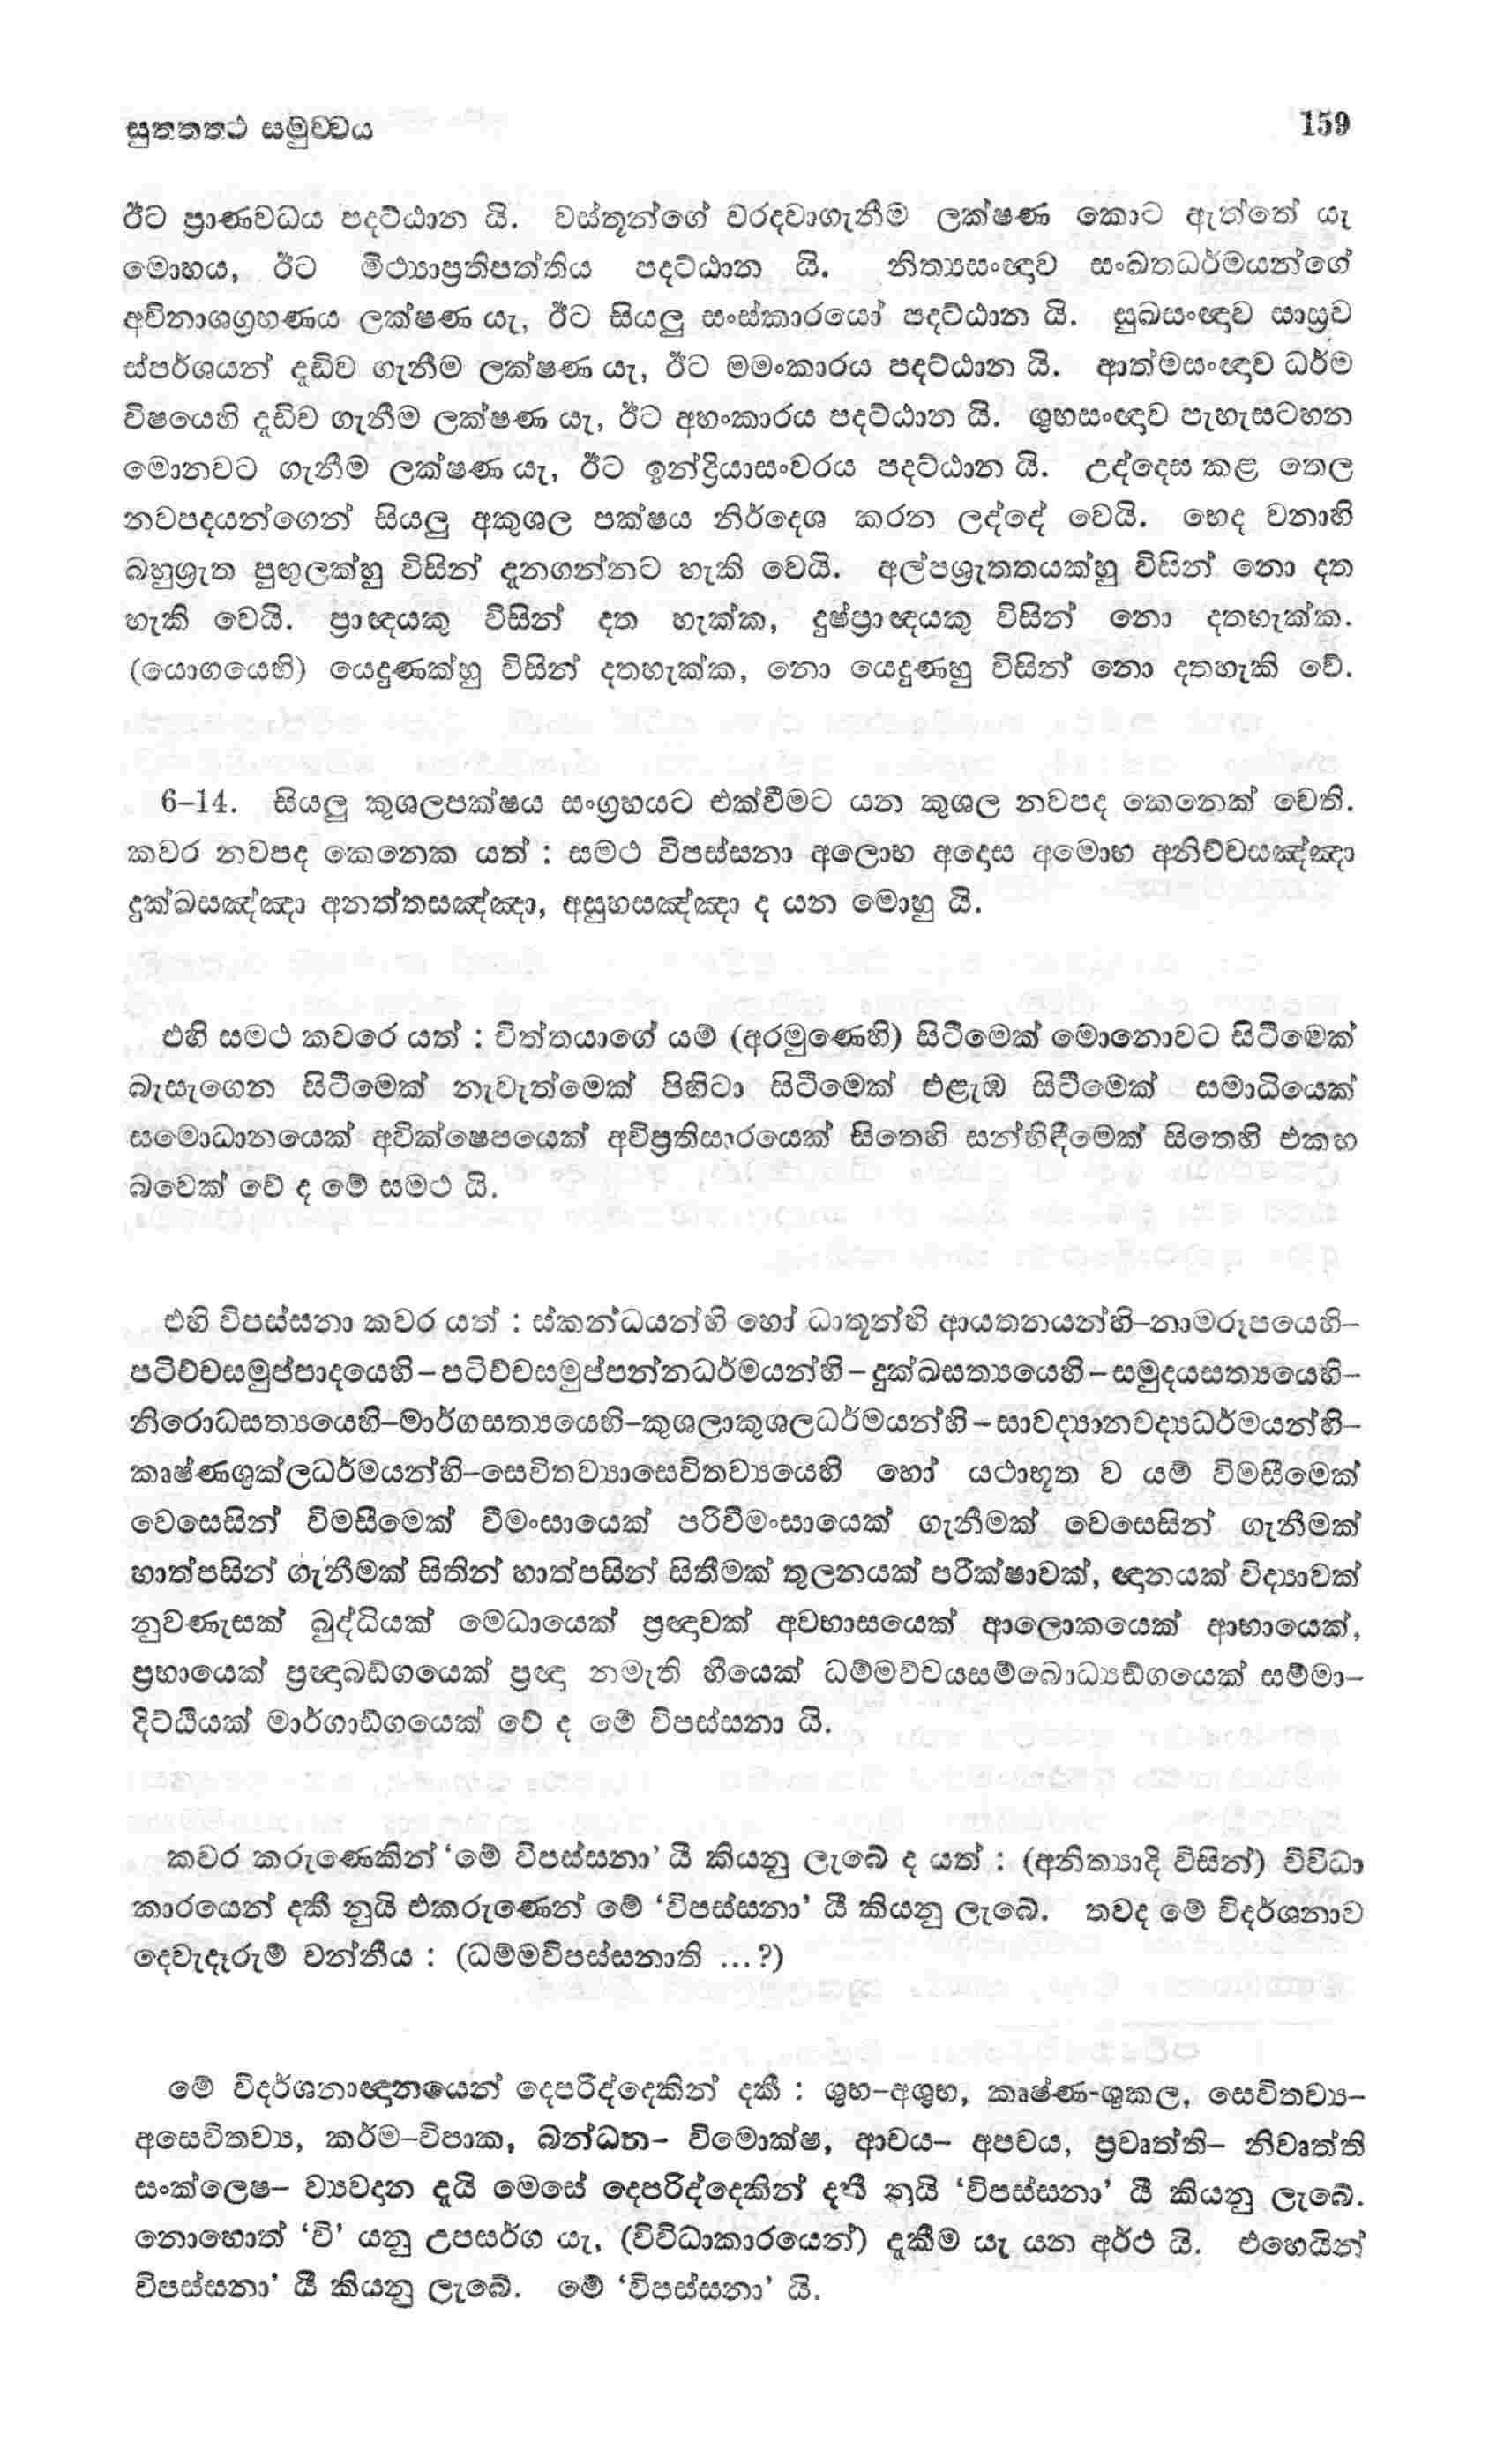 සුතතතථ සමුච්චය 159
ඊට ප්‍රාණවධය පදට්ඨාන යි. වස්තූන්ගේ වරදවාගැනීම ලක්ෂණ කොට ඇත්තේ යැ
මොහය, ඊට මිථ්‍යාප්‍රතිපත්තිය පදට්ඨාන යි. නිත්‍යසංඥාව සංඛතධර්මයන්ගේ
අවිනාශග්‍රහණය ලක්ෂණ යැ, ඊට සියලු සංස්කාරයෝ පදට්ඨාන යි. සුඛසංඥාව සාස්‍රව
ස්පර්ශයන් දැඩිව ගැනීම ලක්ෂණ යැ, ඊට මමංකාරය පදට්ඨාන යි. ආත්මසංඥාව ධර්ම
විෂයෙහි දැඩිව ගැනීම ලක්ෂණ යැ, ඊට අහංකාරය පදට්ඨාන යි. ශුභසංඥාව පැහැසටහන
මොනවට ගැනීම ලක්ෂණ යැ, ඊට ඉන්ද්‍රියාසංවරය පදට්ඨාන යි. උද්දෙස කළ තෙල
නවපදයන්ගෙන් සියලු අකුශල පක්ෂය නිර්දෙශ කරන ලද්දේ වෙයි. හෙද වනාහි
බහුශ්‍රැත පුඟුලක්හු විසින් දැනගන්නට හැකි වෙයි. අල්පශ්‍රැතතයක්හු විසින් නො දත
හැකි වෙයි. ප්‍රාඥයකු විසින් දත හැක්ක, දුෂ්ප්‍රාඥයකු විසින් නො දතහැක්ක.
(යොගයෙහි) යෙදුණක්හු විසින් දතහැක්ක, නො යෙදුණහු විසින් නො දතහැකි වේ.
6–14. සියලු කුශලපක්ෂය සංග්‍රහයට එක්වීමට යන කුශල නවපද කෙනෙක් වෙති.
කවර නවපද කෙනෙක යත් : සමථ විපස්සනා අලොභ අදොස අමොහ අනිච්චසඤ්ඤා
දුක්ඛසඤ්ඤා අනත්තසඤ්ඤා, අසුභසඤ්ඤා ද යන මොහු යි.
එහි සමථ කවරෙ යත් : චිත්තයාගේ යම් (අරමුණෙහි) සිටීමෙක් මොනොවට සිටීමෙක්
බැසැගෙන සිටීමෙක් නැවැත්මෙක් පිහිටා සිටීමෙක් එළැඹ සිටීමෙක් සමාධියෙක්
සමොධානයෙක් අවික්ෂෙපයෙක් අවිප්‍රතිසාරයෙක් සිතෙහි සන්හිඳීමෙක් සිතෙහි එකඟ
බවෙක් වේ ද මේ සමථ යි.
එහි විපස්සනා කවර යත් : ස්කන්ධයන්හි හෝ ධාතූන්හි ආයතනයන්හි–නාමරූපයෙහි–
පටිච්චසමුප්පාදයෙහි–පටිච්චසමුප්පන්නධර්මයන්හි–දුක්ඛසත්‍යයෙහි–සමුදයසත්‍යයෙහි–
නිරොධසත්‍යයෙහි–මාර්ගසත්‍යයෙහි–කුශලාකුශලධර්මයන්හි–සාවද්‍යානවද්‍යධර්මයන්හි–
කෘෂ්ණශුක්ලධර්මයන්හි–සෙවිතව්‍යාසෙවිතව්‍යයෙහි හෝ යථාභූත ව යම් විමසීමෙක්
වෙසෙසින් විමසීමෙක් වීමංසායෙක් පරිවීමංසායෙක් ගැනීමක් වෙසෙසින් ගැනීමක්
හාත්පසින් ගැනීමක් සිතින් හාත්පසින් සිතීමක් තුලනයක් පරීක්ෂාවක්, ඥානයක් විද්‍යාවක්
නුවණැසක් බුද්ධියක් මෙධායෙක් ප්‍රඥාවක් අවභාසයෙක් ආලොකයෙක් ආභායෙක්,
ප්‍රභායෙක් ප්‍රඥාඛඩ්ගයෙක් ප්‍රඥා නමැති හීයෙක් ධම්මවිචයසම්බොධ්‍යඞ්ගයෙක් සම්මා–
දිට්ඨියක් මාර්ගාඞ්ගයෙක් වේ ද මේ විපස්සනා යි.
කවර කරුණෙකින් ‘මේ විපස්සනා’ යී කියනු ලැබේ ද යත් : (අනිත්‍යාදි විසින්) විවිධා
කාරයෙන් දකී නුයි එකරුණෙන් මේ ‘විපස්සනා’ යී කියනු ලැබේ. තවද මේ විදර්ශනාව
දෙවැදෑරුම් වන්නීය : (ධම්මවිපස්සනාති ...?)
මේ විදර්ශනාඥානයෙන් දෙපරිද්දෙකින් දකී : ශුභ–අශුභ, කෘෂ්ණ-ශුකල, සෙවිතව්‍ය–
අසෙවිතව්‍ය, කර්ම–විපාක, බන්ධන– විමොක්ෂ, ආචය– අපචය, ප්‍රවෘත්ති– නිවෘත්ති
සංක්ලෙෂ– ව්‍යවදාන දැයි මෙසේ දෙපරිද්දෙකින් දකී නුයි ‘විපස්සනා’ යී කියනු ලැබේ.
නොහොත් ‘වි’ යනු උපසර්ග යැ, (විවිධාකාරයෙන්) දැකීම යැ යන අර්ථ යි. එහෙයින්
විපස්සනා’ යී කියනු ලැබේ. මේ ‘විපස්සනා’ යි.